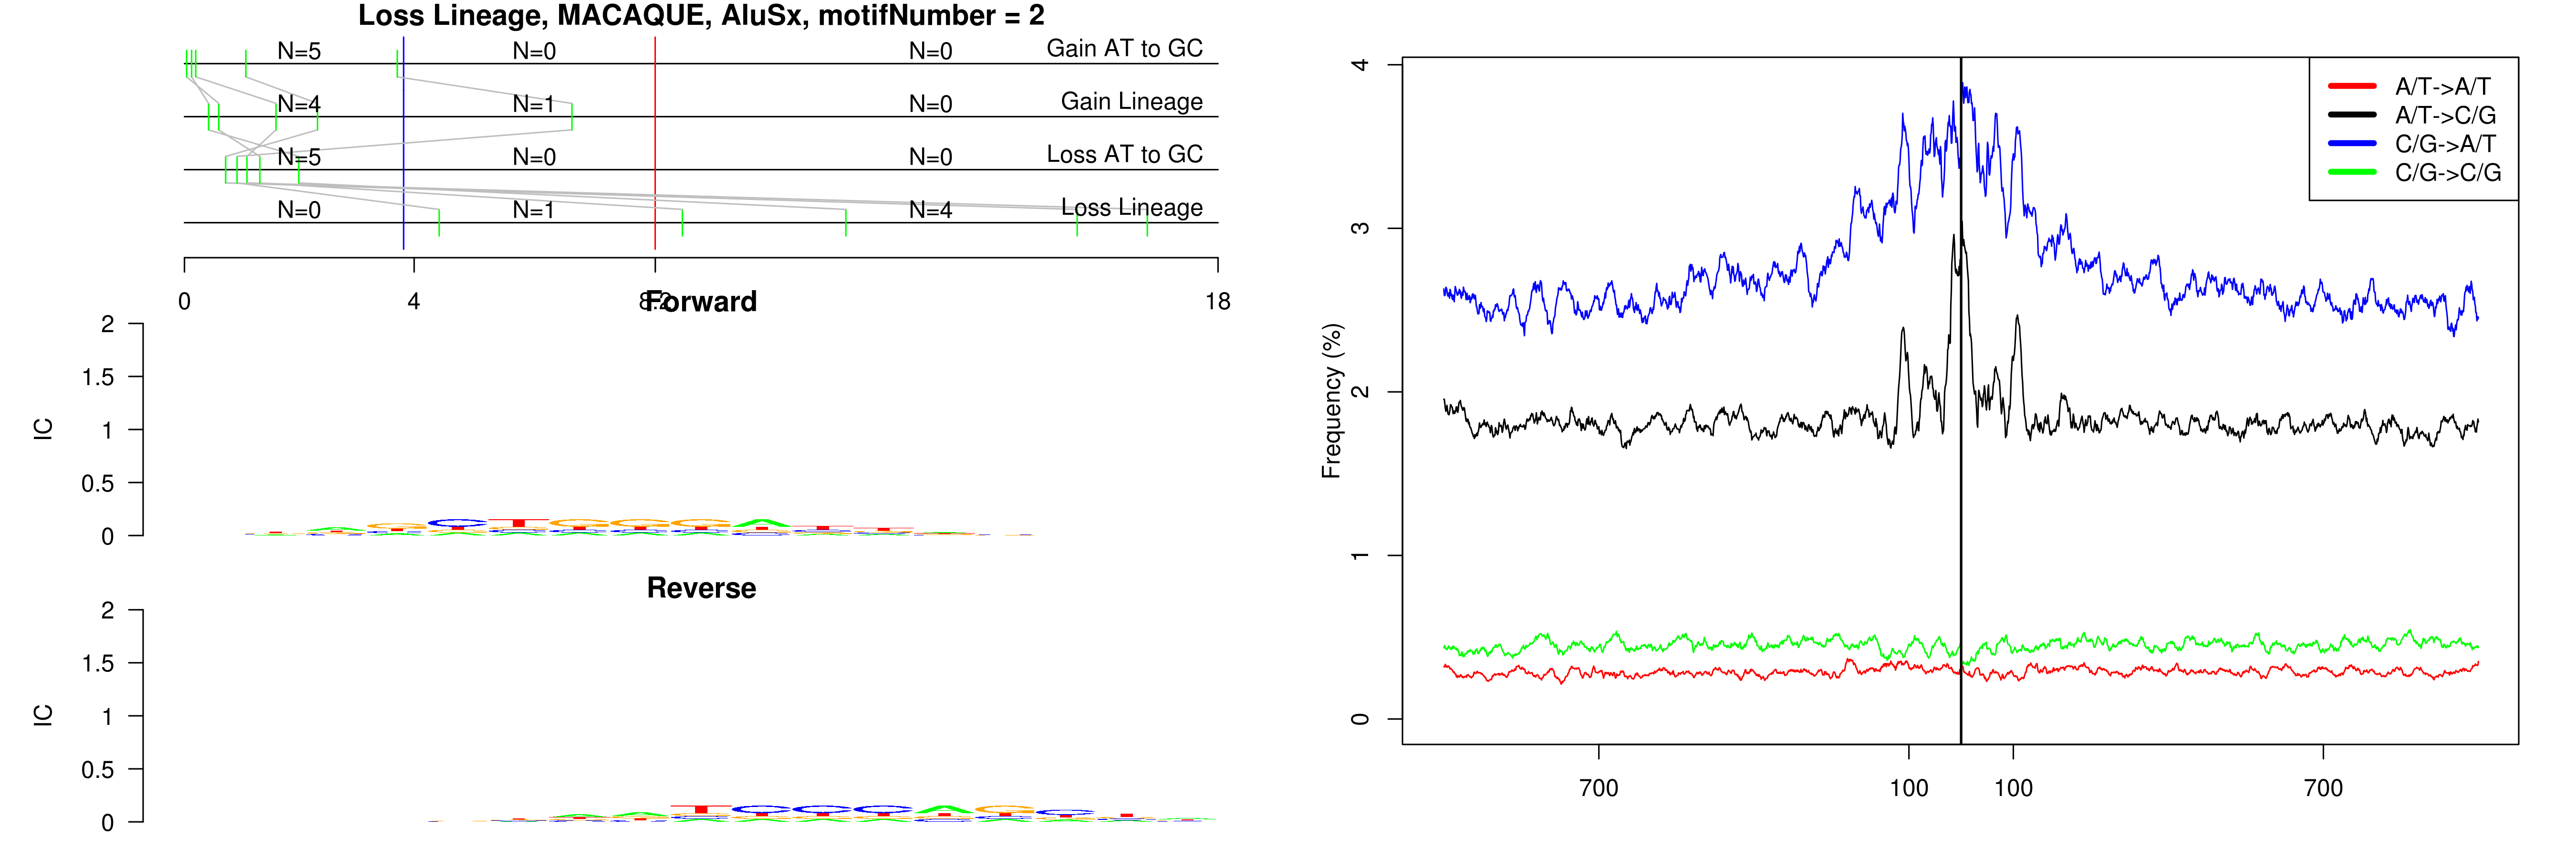 Loss Lineage, MACAQUE, AluSx, motifNumber = 2
N=5 N=0 N=0 Gain AT to GC
N=4 N=1 N=0 Gain Lineage
N=5 N=0 N=0 Loss AT to GC
N=0 N=1 N=4 Loss Lineage
0 4 8.2 18
Forward
2
1.5
1
0.5
0
IC
G C T G G G A T T
Reverse
2
1.5
1
0.5
0
IC
T C C C A G C
4
3
2
1
0
Frequency (%)
A/T->A/T
A/T->C/G
C/G->A/T
C/G->C/G
700 100 100 700